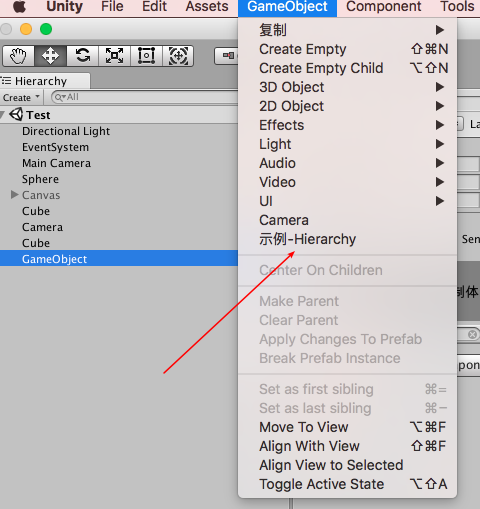 Unity File Edit Assets GameObject Component Tools
Hierarchy
Create All
Test
Directional Light
EventSystem
Main Camera
Sphere
Canvas
Cube
Camera
Cube
GameObject
复制
Create Empty ⇧⌘N
Create Empty Child ⌥⇧N
3D Object
2D Object
Effects
Light
Audio
Video
UI
Camera
示例-Hierarchy
Center On Children
Make Parent
Clear Parent
Apply Changes To Prefab
Break Prefab Instance
Set as first sibling ⌘=
Set as last sibling ⌘−
Move To View ⌥⌘F
Align With View ⇧⌘F
Align View to Selected
Toggle Active State ⌥⇧A
La
Sen
制体
pon